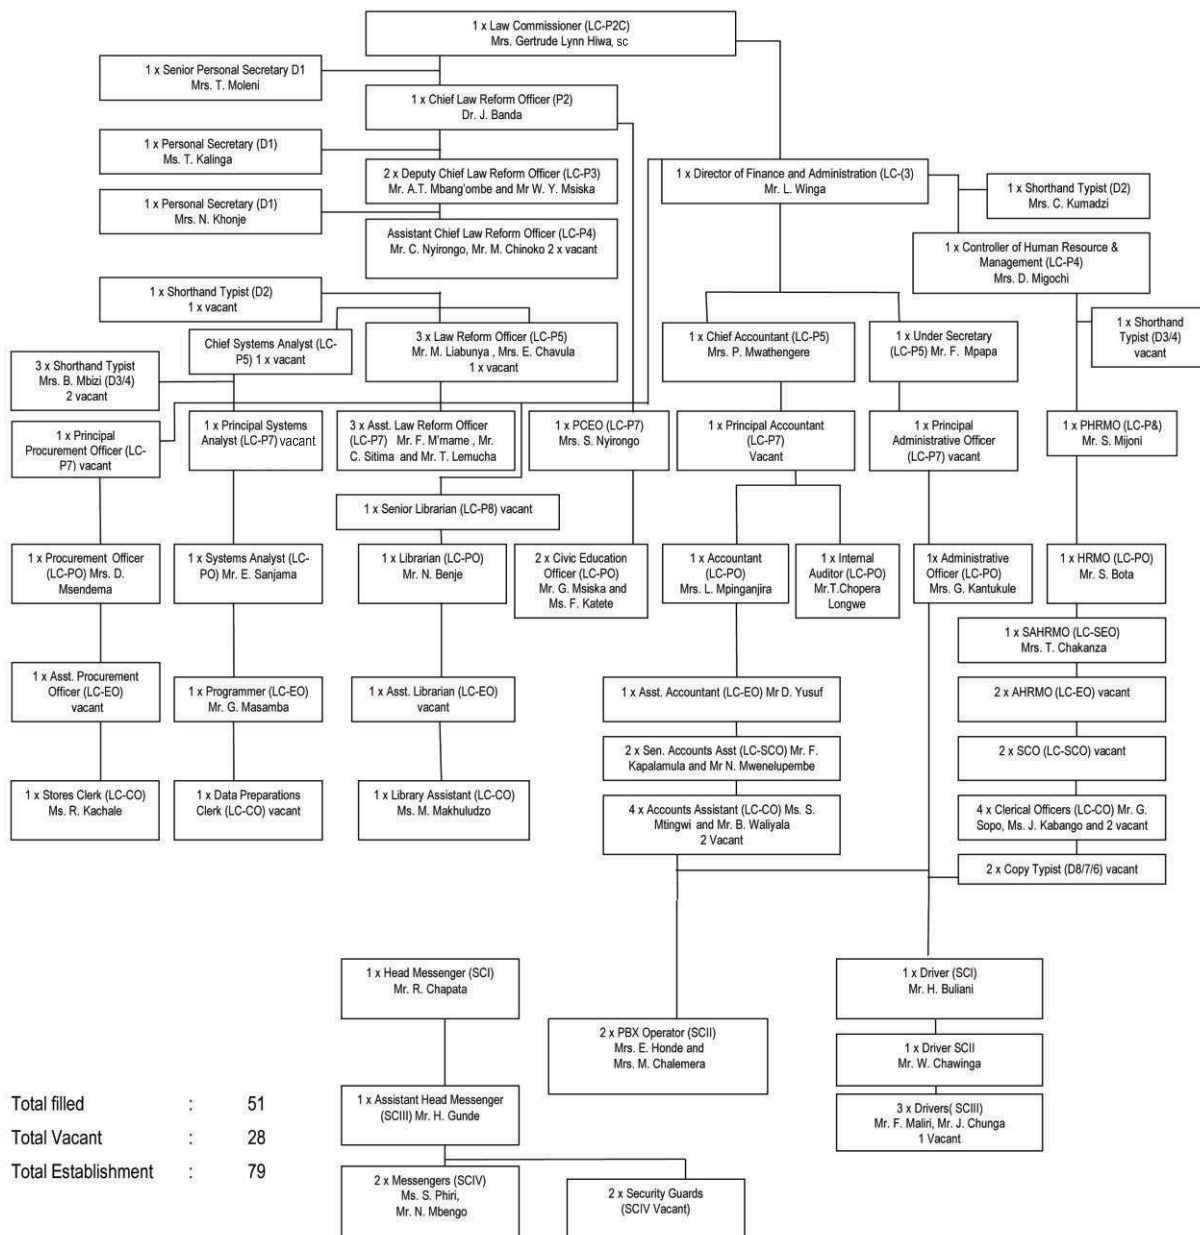 1 x Law Commissioner (LC-P2C)
Mrs. Gertrude Lynn Hiwa, sc
1 x Senior Personal Secretary D1
Mrs. T. Moleni
1 x Chief Law Reform Officer (P2)
Dr. J. Banda
1 x Personal Secretary (D1)
Ms. T. Kalinga
2 x Deputy Chief Law Reform Officer (LC-P3)
Mr. A.T. Mbang'ombe and Mr W. Y. Msiska
1 x Director of Finance and Administration (LC-(3)
Mr. L. Winga
1 x Shorthand Typist (D2)
Mrs. C. Kumadzi
1 x Personal Secretary (D1)
Mrs. N. Khonje
Assistant Chief Law Reform Officer (LC-P4)
Mr. C. Nyirongo, Mr. M. Chinoko 2 x vacant
1 x Controller of Human Resource &
Management (LC-P4)
Mrs. D. Migochi
1 x Shorthand Typist (D2)
1 x vacant
Chief Systems Analyst (LC-
P5) 1 x vacant
3 x Law Reform Officer (LC-P5)
Mr. M. Liabunya , Mrs. E. Chavula
1 x vacant
1 x Chief Accountant (LC-P5)
Mrs. P. Mwathengere
1 x Under Secretary
(LC-P5) Mr. F. Mpapa
1 x Shorthand
Typist (D3/4)
vacant
3 x Shorthand Typist
Mrs. B. Mbizi (D3/4)
2 vacant
1 x Principal
Procurement Officer (LC-
P7) vacant
1 x Principal Systems
Analyst (LC-P7) vacant
3 x Asst. Law Reform Officer
(LC-P7) Mr. F. M'mame , Mr.
C. Sitima and Mr. T. Lemucha
1 x PCEO (LC-P7)
Mrs. S. Nyirongo
1 x Principal Accountant
(LC-P7)
Vacant
1 x Principal
Administrative Officer
(LC-P7) vacant
1 x PHRMO (LC-P&)
Mr. S. Mijoni
1 x Senior Librarian (LC-P8) vacant
1 x Procurement Officer
(LC-PO) Mrs. D.
Msendema
1 x Systems Analyst (LC-
PO) Mr. E. Sanjama
1 x Librarian (LC-PO)
Mr. N. Benje
2 x Civic Education
Officer (LC-PO)
Mr. G. Msiska and
Ms. F. Katete
1 x Accountant
(LC-PO)
Mrs. L. Mpinganjira
1 x Internal
Auditor (LC-PO)
Mr.T.Chopera
Longwe
1x Administrative
Officer (LC-PO)
Mrs. G. Kantukule
1 x HRMO (LC-PO)
Mr. S. Bota
1 x SAHRMO (LC-SEO)
Mrs. T. Chakanza
1 x Asst. Procurement
Officer (LC-EO)
vacant
1 x Programmer (LC-EO)
Mr. G. Masamba
1 x Asst. Librarian (LC-EO)
vacant
1 x Asst. Accountant (LC-EO) Mr D. Yusuf
2 x AHRMO (LC-EO) vacant
2 x Sen. Accounts Asst (LC-SCO) Mr. F.
Kapalamula and Mr N. Mwenelupembe
2 x SCO (LC-SCO) vacant
1 x Stores Clerk (LC-CO)
Ms. R. Kachale
1 x Data Preparations
Clerk (LC-CO) vacant
1 x Library Assistant (LC-CO)
Ms. M. Makhuludzo
4 x Accounts Assistant (LC-CO) Ms. S.
Mtingwi and Mr. B. Waliyala
2 Vacant
4 x Clerical Officers (LC-CO) Mr. G.
Sopo, Ms. J. Kabango and 2 vacant
2 x Copy Typist (D8/7/6) vacant
1 x Head Messenger (SCI)
Mr. R. Chapata
1 x Driver (SCI)
Mr. H. Buliani
2 x PBX Operator (SCII)
Mrs. E. Honde and
Mrs. M. Chalemera
1 x Driver SCII
Mr. W. Chawinga
1 x Assistant Head Messenger
(SCIII) Mr. H. Gunde
3 x Drivers( SCIII)
Mr. F. Maliri, Mr. J. Chunga
1 Vacant
2 x Messengers (SCIV)
Ms. S. Phiri,
Mr. N. Mbengo
2 x Security Guards
(SCIV Vacant)
Total filled : 51
Total Vacant : 28
Total Establishment : 79